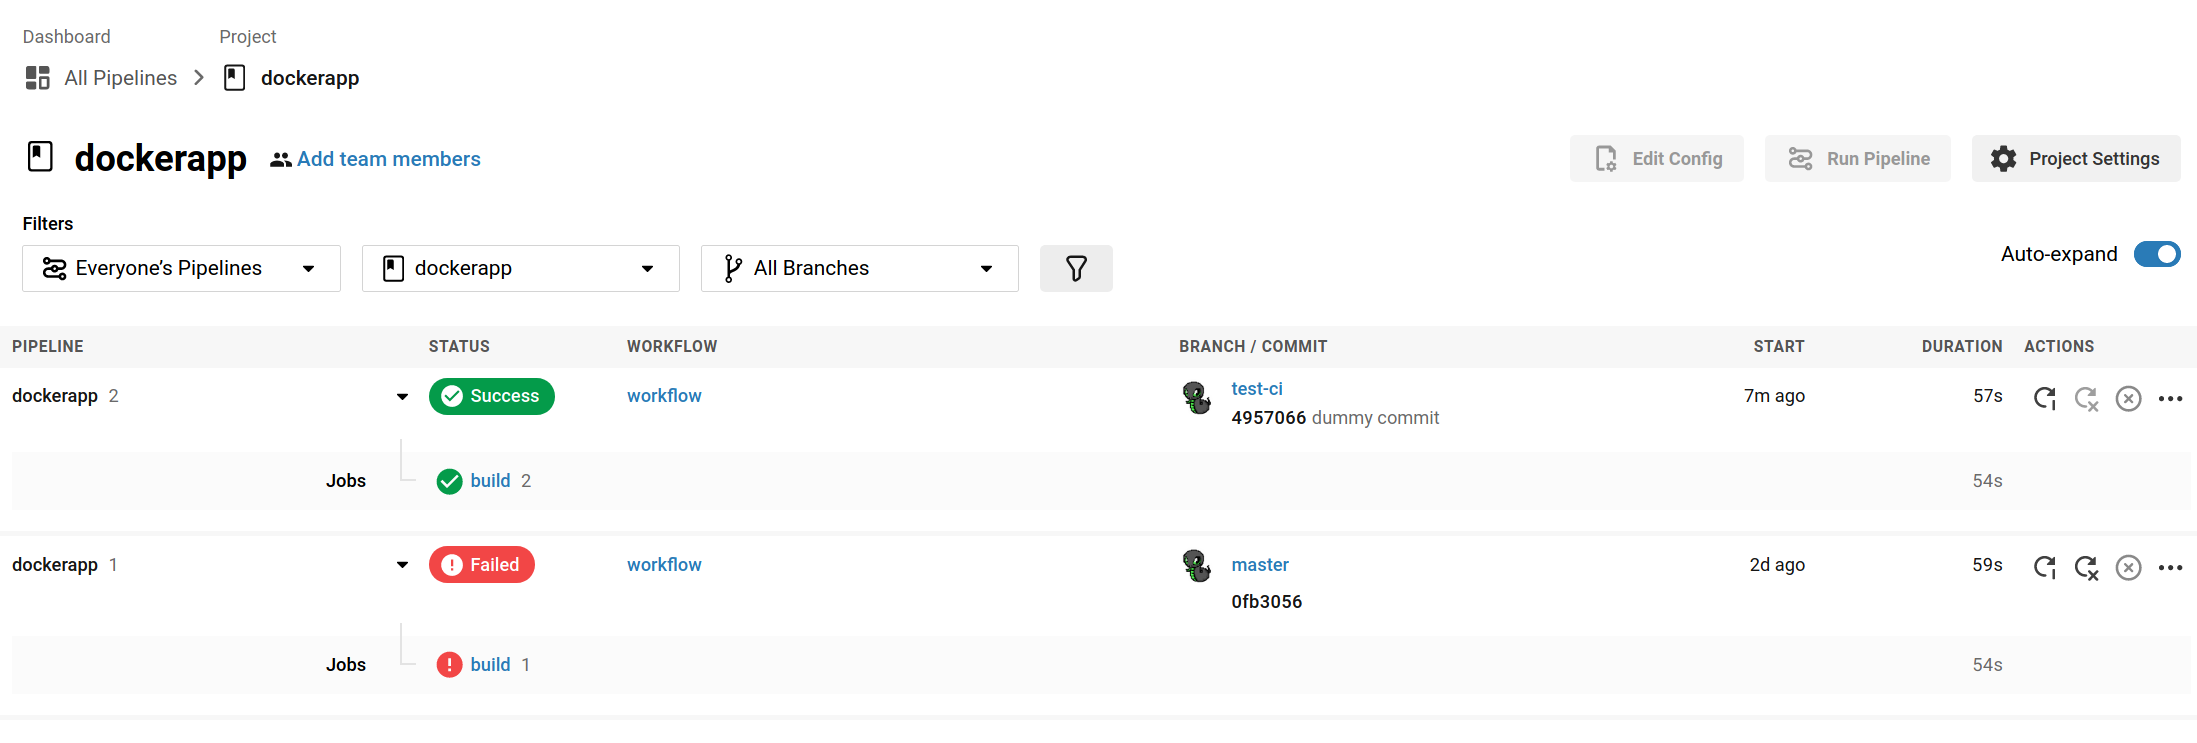 Dashboard Project
All Pipelines dockerapp
dockerapp Add team members Edit Config Run Pipeline Project Settings
Filters
Everyone’s Pipelines dockerapp All Branches Auto-expand
PIPELINE STATUS WORKFLOW BRANCH / COMMIT START DURATION ACTIONS
dockerapp 2 Success workflow test-ci 7m ago 57s
4957066 dummy commit
Jobs build 2 54s
dockerapp 1 Failed workflow master 2d ago 59s
0fb3056
Jobs build 1 54s